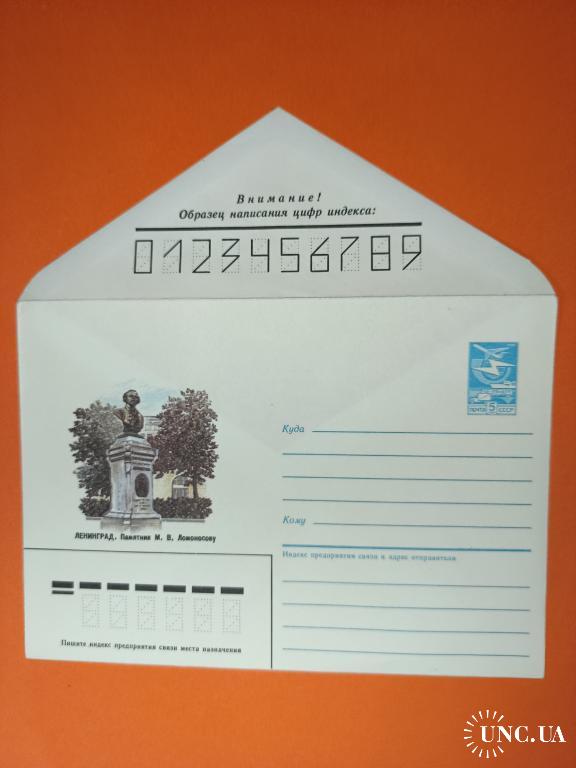 Внимание!
Образец написания цифр индекса:
0123456789
ПОЧТА 5 СССР
Куда
Кому
ЛЕНИНГРАД. Памятник М. В. Ломоносову
Индекс предприятия связи и адрес отправителя
Пишите индекс предприятия связи места назначения
UNC.UA